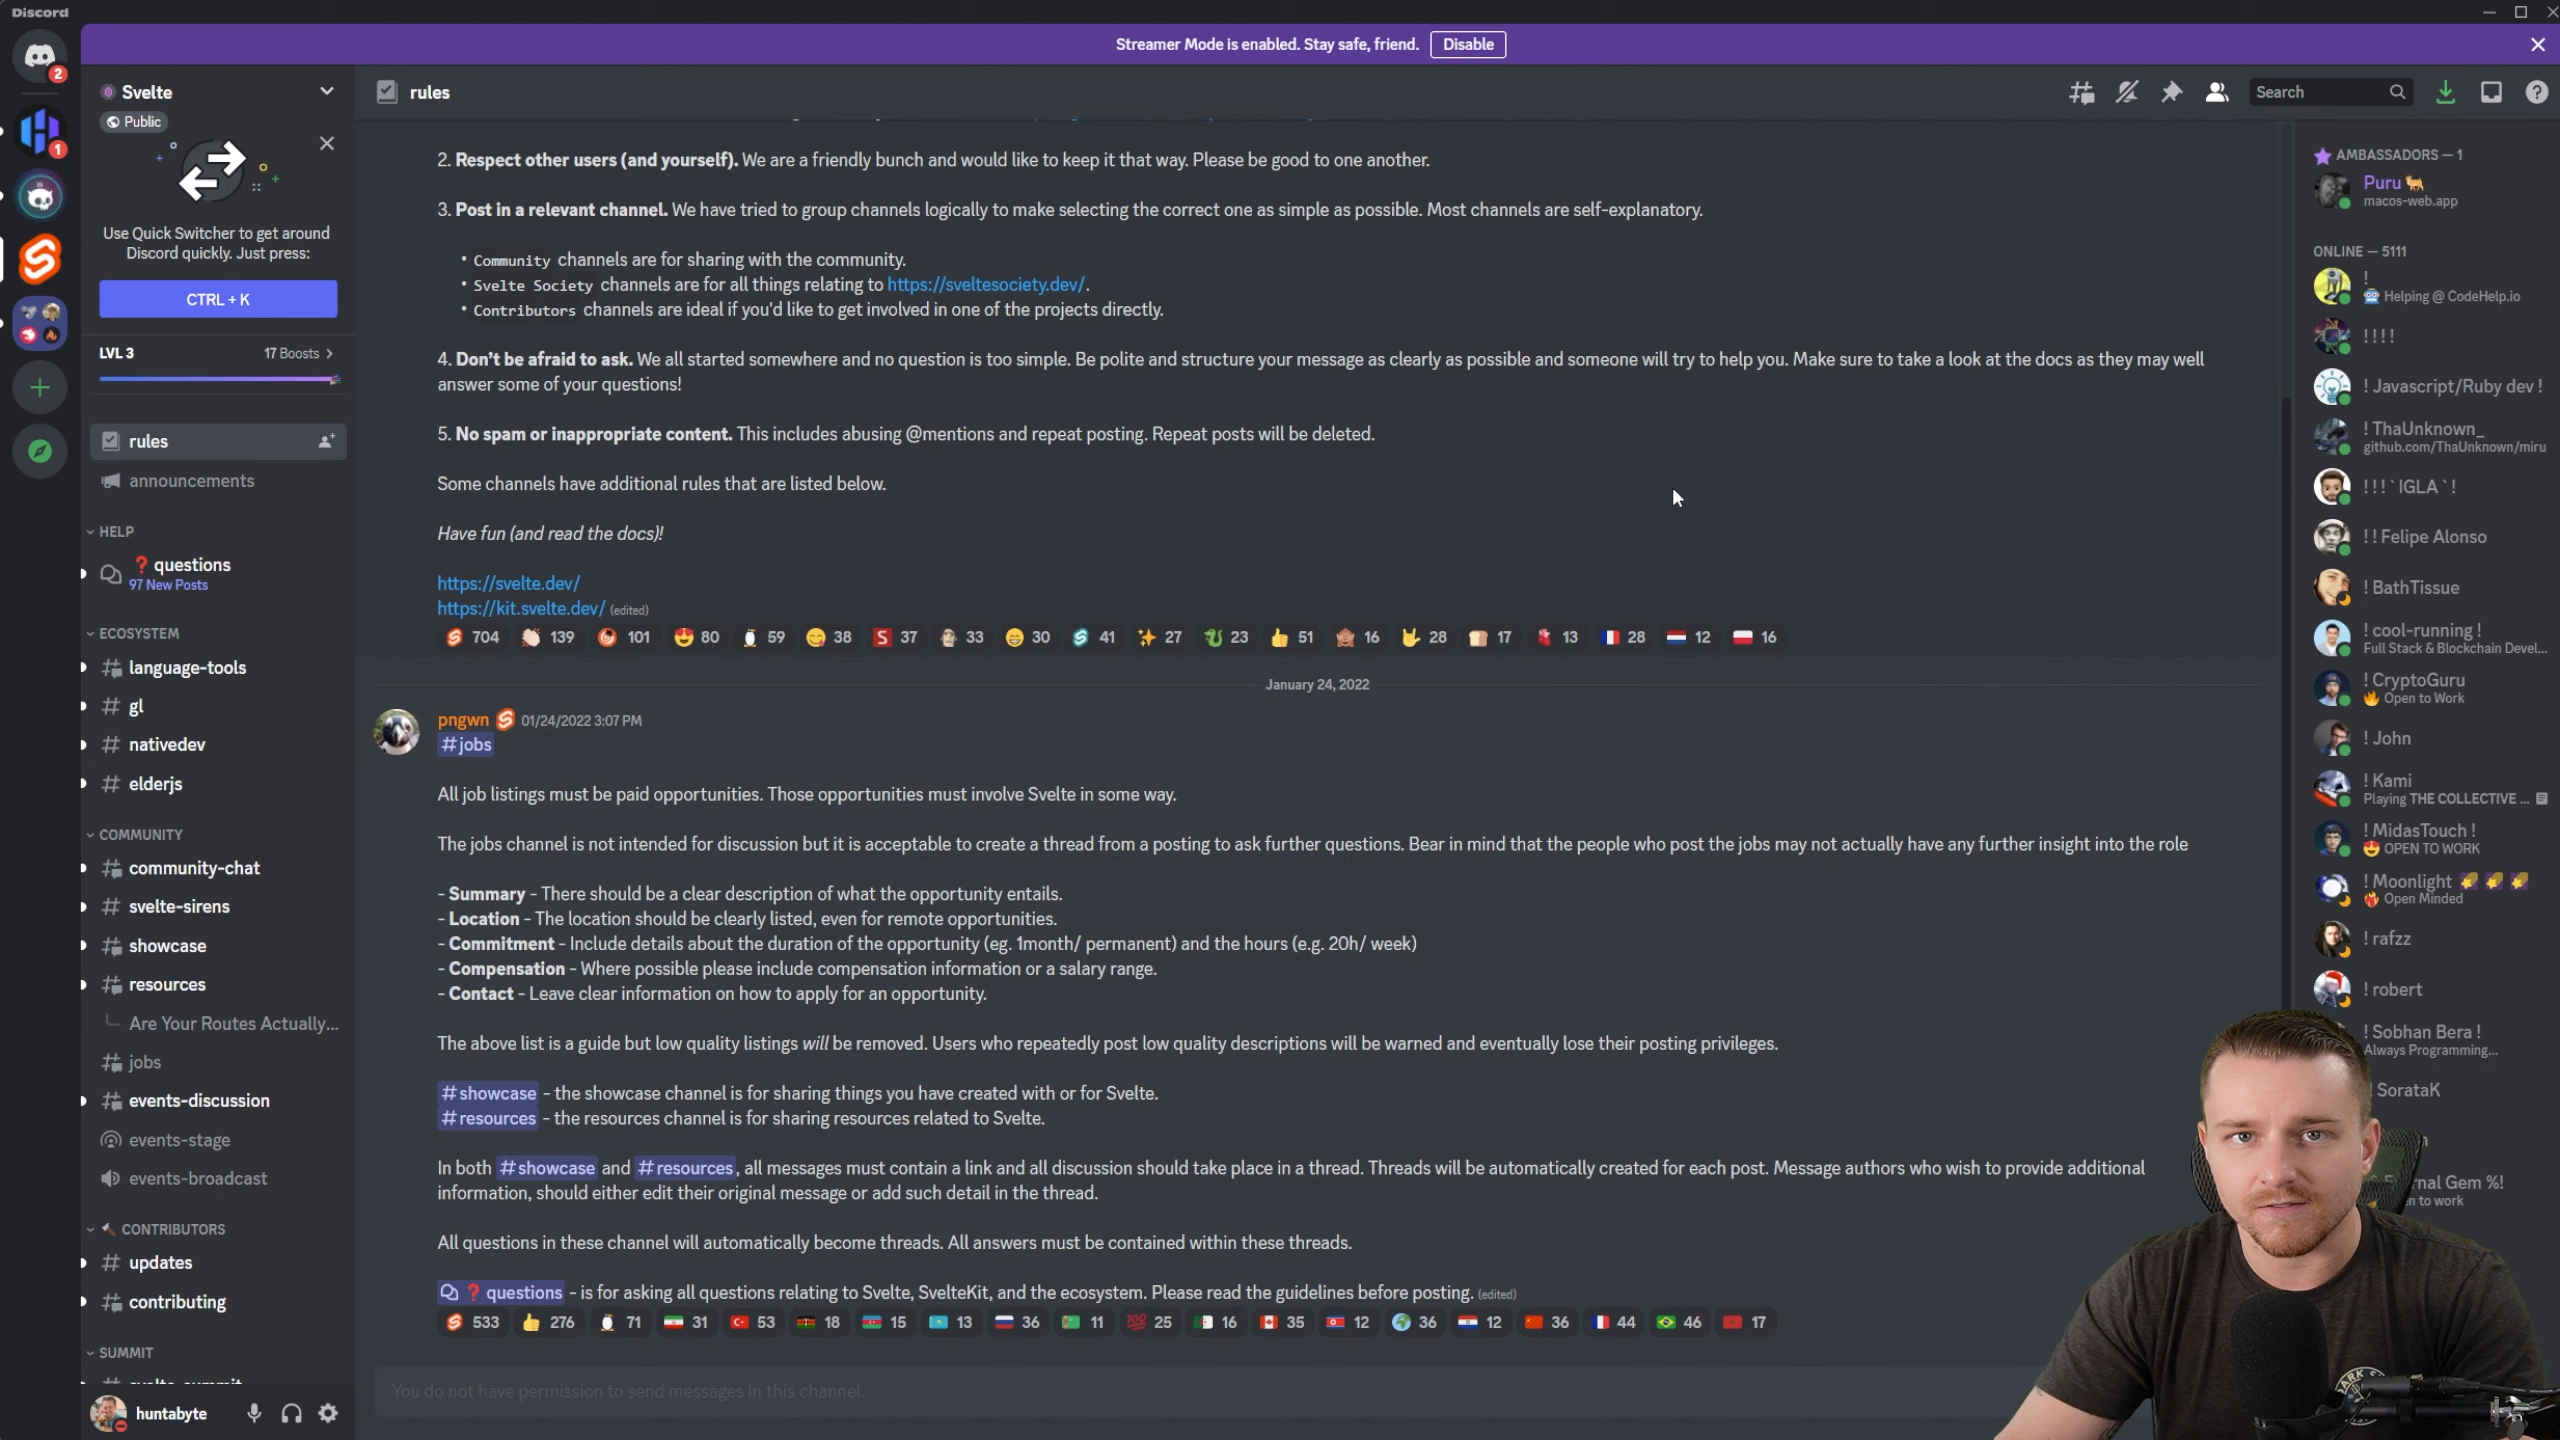 Discord
Streamer Mode is enabled. Stay safe, friend. Disable
2
1
Svelte
Public
Use Quick Switcher to get around
Discord quickly. Just press:
CTRL + K
LVL 3 17 Boosts
rules
announcements
HELP
❓ questions
97 New Posts
ECOSYSTEM
language-tools
gl
nativedev
elderjs
COMMUNITY
community-chat
svelte-sirens
showcase
resources
Are Your Routes Actually...
jobs
events-discussion
events-stage
events-broadcast
CONTRIBUTORS
updates
contributing
SUMMIT
huntabyte
rules
Search
2. Respect other users (and yourself). We are a friendly bunch and would like to keep it that way. Please be good to one another.
3. Post in a relevant channel. We have tried to group channels logically to make selecting the correct one as simple as possible. Most channels are self-explanatory.
• Community channels are for sharing with the community.
• Svelte Society channels are for all things relating to https://sveltesociety.dev/.
• Contributors channels are ideal if you'd like to get involved in one of the projects directly.
4. Don't be afraid to ask. We all started somewhere and no question is too simple. Be polite and structure your message as clearly as possible and someone will try to help you. Make sure to take a look at the docs as they may well
answer some of your questions!
5. No spam or inappropriate content. This includes abusing @mentions and repeat posting. Repeat posts will be deleted.
Some channels have additional rules that are listed below.
Have fun (and read the docs)!
https://svelte.dev/
https://kit.svelte.dev/ (edited)
704 139 101 80 59 38 37 33 30 41 27 23 51 16 28 17 13 28 12 16
January 24, 2022
pngwn 01/24/2022 3:07 PM
#jobs
All job listings must be paid opportunities. Those opportunities must involve Svelte in some way.
The jobs channel is not intended for discussion but it is acceptable to create a thread from a posting to ask further questions. Bear in mind that the people who post the jobs may not actually have any further insight into the role
- Summary - There should be a clear description of what the opportunity entails.
- Location - The location should be clearly listed, even for remote opportunities.
- Commitment - Include details about the duration of the opportunity (eg. 1month/ permanent) and the hours (e.g. 20h/ week)
- Compensation - Where possible please include compensation information or a salary range.
- Contact - Leave clear information on how to apply for an opportunity.
The above list is a guide but low quality listings will be removed. Users who repeatedly post low quality descriptions will be warned and eventually lose their posting privileges.
#showcase - the showcase channel is for sharing things you have created with or for Svelte.
#resources - the resources channel is for sharing resources related to Svelte.
In both #showcase and #resources, all messages must contain a link and all discussion should take place in a thread. Threads will be automatically created for each post. Message authors who wish to provide additional
information, should either edit their original message or add such detail in the thread.
All questions in these channel will automatically become threads. All answers must be contained within these threads.
❓ questions - is for asking all questions relating to Svelte, SvelteKit, and the ecosystem. Please read the guidelines before posting. (edited)
533 276 71 31 53 18 15 13 36 11 25 16 35 12 36 12 36 44 46 17
You do not have permission to send messages in this channel.
AMBASSADORS — 1
Puru
macos-web.app
ONLINE — 5111
!
Helping @ CodeHelp.io
! ! ! !
! Javascript/Ruby dev !
! ThaUnknown_
github.com/ThaUnknown/miru
! ! ! ` IGLA ` !
! ! Felipe Alonso
! BathTissue
! cool-running !
Full Stack & Blockchain Devel...
! CryptoGuru
Open to Work
! John
! Kami
Playing THE COLLECTIVE ...
! MidasTouch !
OPEN TO WORK
! Moonlight
Open Minded
! rafzz
! robert
! Sobhan Bera !
Always Programming...
SorataK
nal Gem %!
n to work